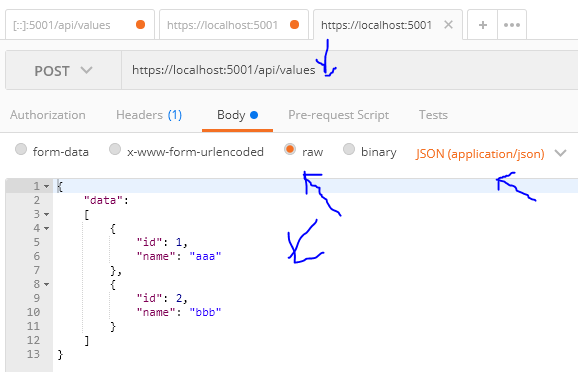 [::]:5001/api/values https://localhost:5001 https://localhost:5001 × + •••
POST https://localhost:5001/api/values
Authorization Headers (1) Body Pre-request Script Tests
form-data x-www-form-urlencoded raw binary JSON (application/json)
1 {
2 "data":
3 [
4 {
5 "id": 1,
6 "name": "aaa"
7 },
8 {
9 "id": 2,
10 "name": "bbb"
11 }
12 ]
13 }